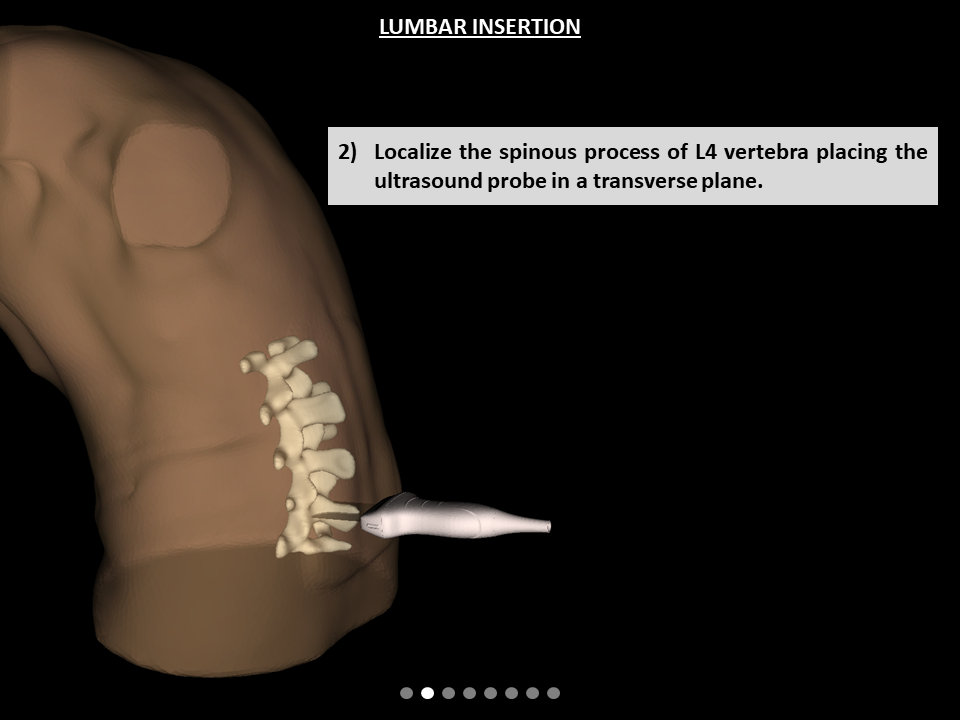 LUMBAR INSERTION
2) Localize the spinous process of L4 vertebra placing the
ultrasound probe in a transverse plane.